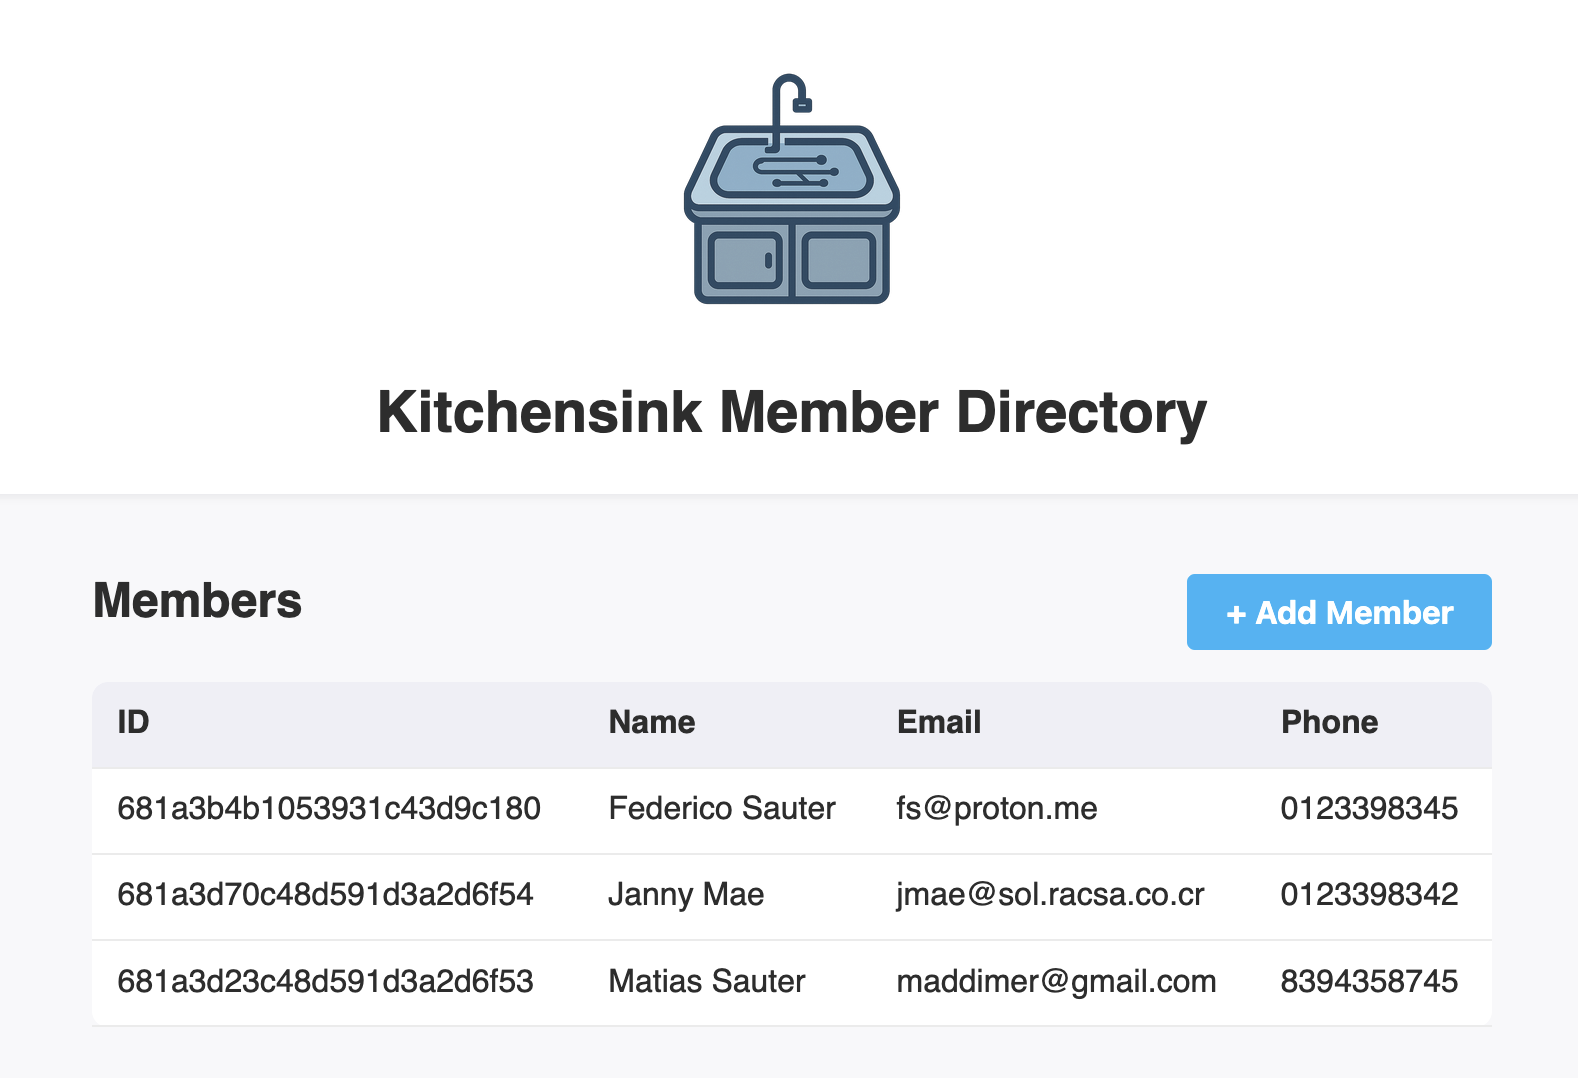 Kitchensink Member Directory
Members
+ Add Member
ID Name Email Phone
681a3b4b1053931c43d9c180 Federico Sauter fs@proton.me 0123398345
681a3d70c48d591d3a2d6f54 Janny Mae jmae@sol.racsa.co.cr 0123398342
681a3d23c48d591d3a2d6f53 Matias Sauter maddimer@gmail.com 8394358745